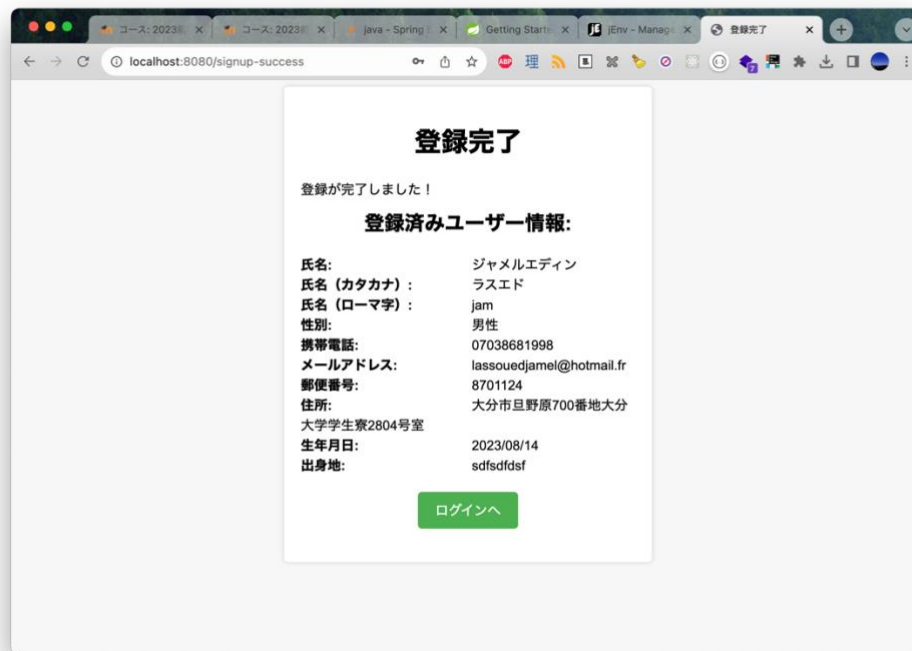 コース: 2023
コース: 2023
java - Spring
Getting Starte
jEnv - Manage
登録完了
localhost:8080/signup-success
ABP
理
7
登録完了
登録が完了しました！
登録済みユーザー情報:
氏名: ジャメルエディン
氏名（カタカナ）: ラスエド
氏名（ローマ字）: jam
性別: 男性
携帯電話: 07038681998
メールアドレス: lassouedjamel@hotmail.fr
郵便番号: 8701124
住所: 大分市旦野原700番地大分
大学学生寮2804号室
生年月日: 2023/08/14
出身地: sdfsdfdsf
ログインへ